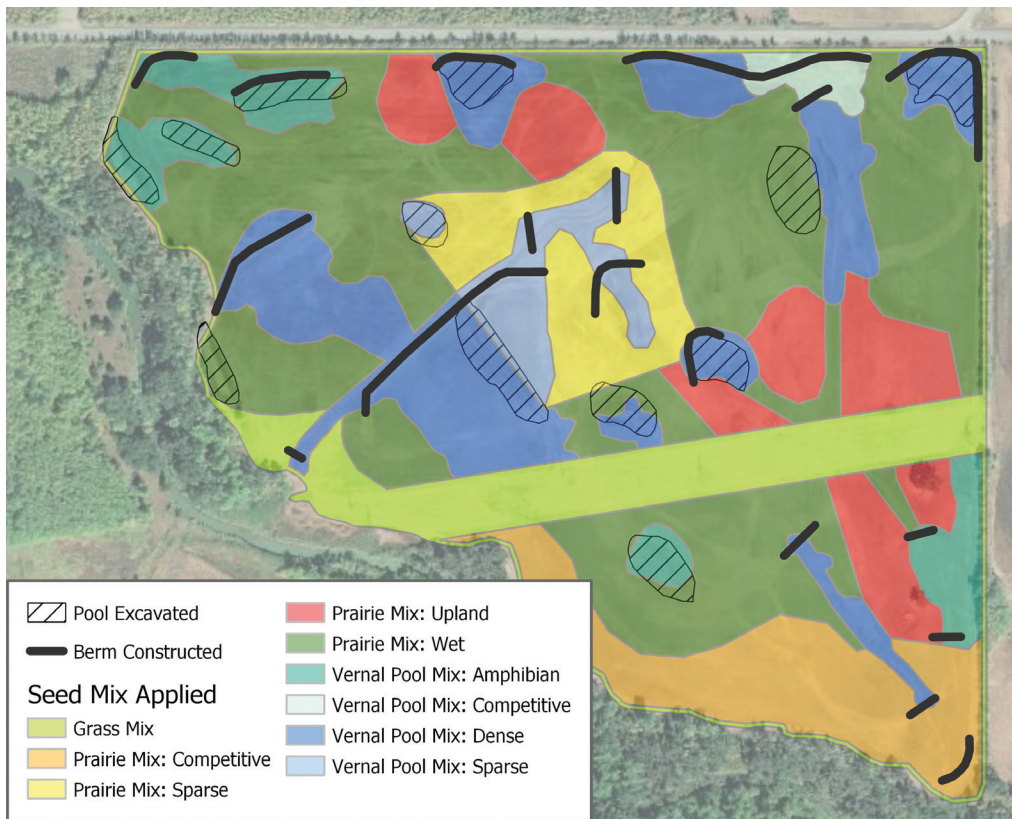 Pool Excavated
Berm Constructed
Seed Mix Applied
Grass Mix
Prairie Mix: Competitive
Prairie Mix: Sparse
Prairie Mix: Upland
Prairie Mix: Wet
Vernal Pool Mix: Amphibian
Vernal Pool Mix: Competitive
Vernal Pool Mix: Dense
Vernal Pool Mix: Sparse